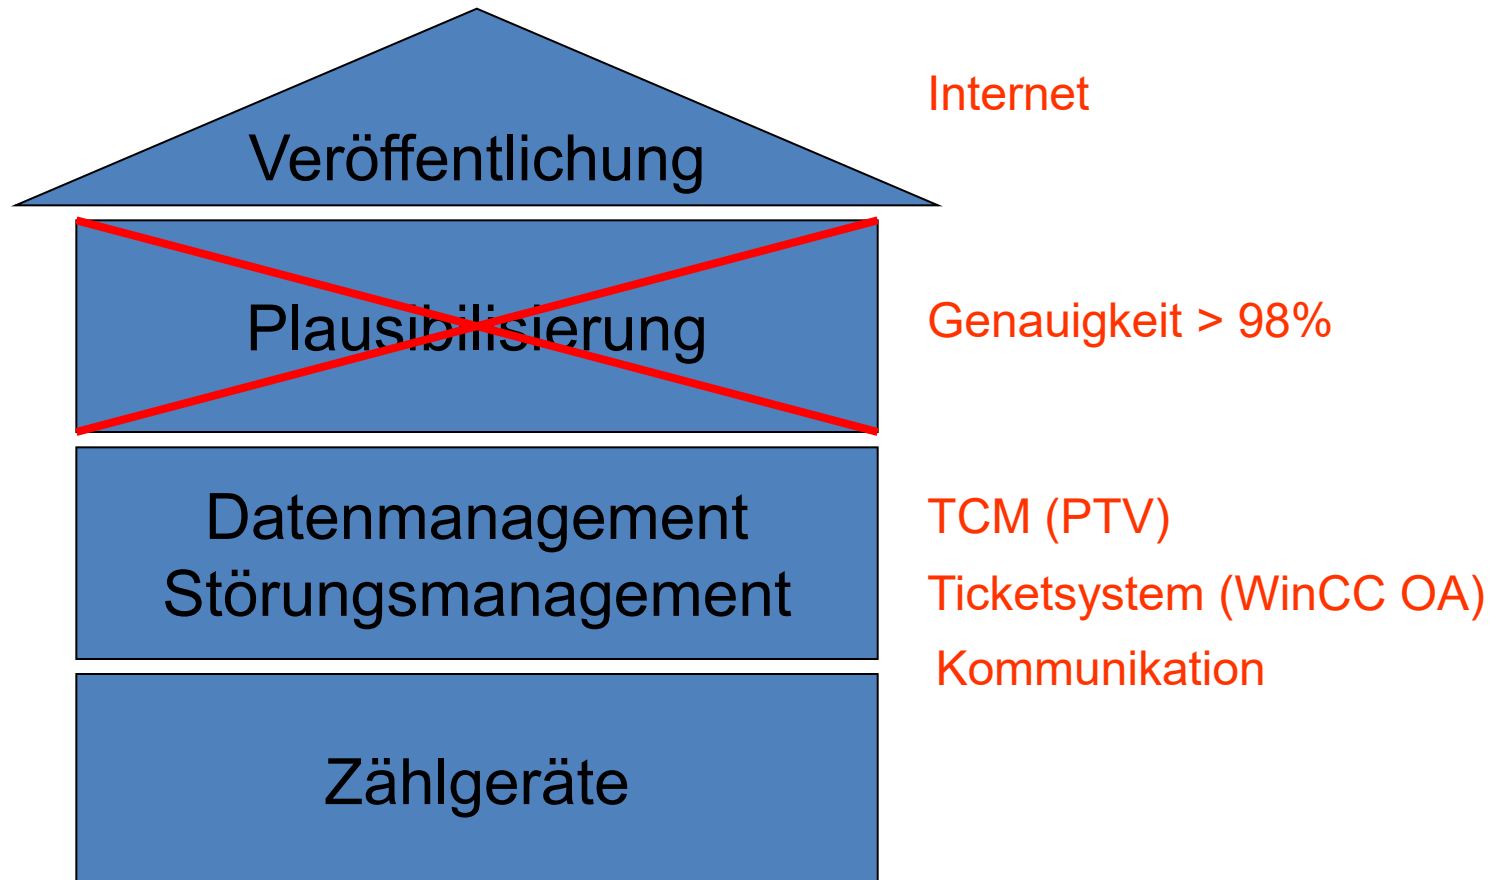 Internet
Veröffentlichung
Plausibilisierung
Genauigkeit > 98%
Datenmanagement
TCM (PTV)
Störungsmanagement
Ticketsystem (WinCC OA)
Kommunikation
Zählgeräte